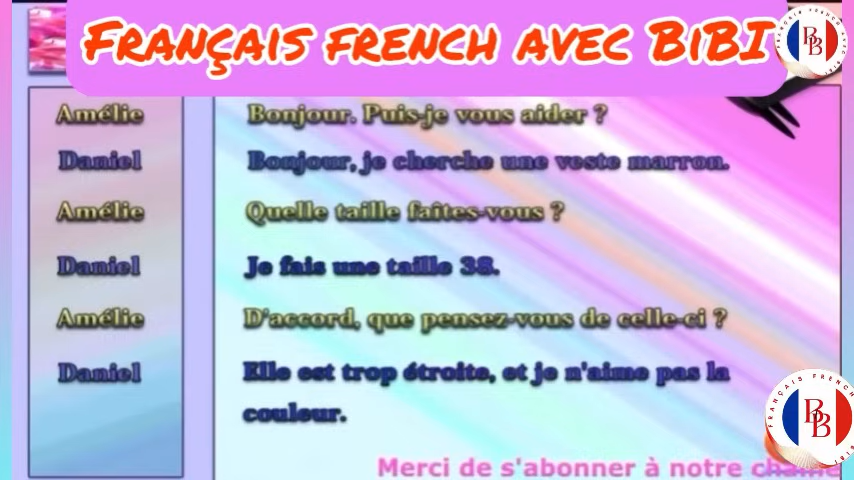 Français french avec BiBI
Amélie Bonjour. Puis-je vous aider ?
Daniel Bonjour, je cherche une veste marron.
Amélie Quelle taille faîtes-vous ?
Daniel Je fais une taille 38.
Amélie D'accord, que pensez-vous de celle-ci ?
Daniel Elle est trop étroite, et je n'aime pas la
couleur.
Merci de s'abonner à notre chaîne